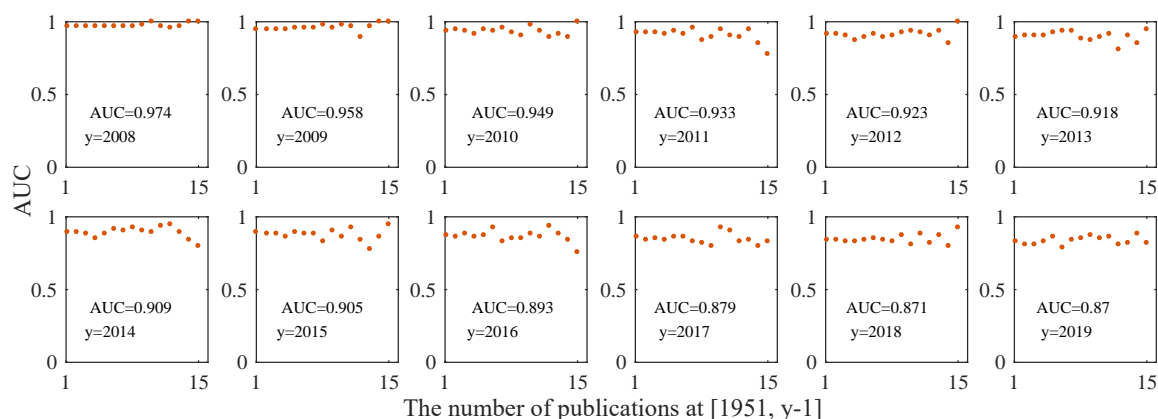 1 1 1 1 1 1
0.5 0.5 0.5 0.5 0.5 0.5
AUC=0.974 AUC=0.958 AUC=0.949 AUC=0.933 AUC=0.923 AUC=0.918
y=2008 y=2009 y=2010 y=2011 y=2012 y=2013
0 0 0 0 0 0
1 15 1 15 1 15 1 15 1 15 1 15
AUC
1 1 1 1 1 1
0.5 0.5 0.5 0.5 0.5 0.5
AUC=0.909 AUC=0.905 AUC=0.893 AUC=0.879 AUC=0.871 AUC=0.87
y=2014 y=2015 y=2016 y=2017 y=2018 y=2019
0 0 0 0 0 0
1 15 1 15 1 15 1 15 1 15 1 15
The number of publications at [1951, y-1]